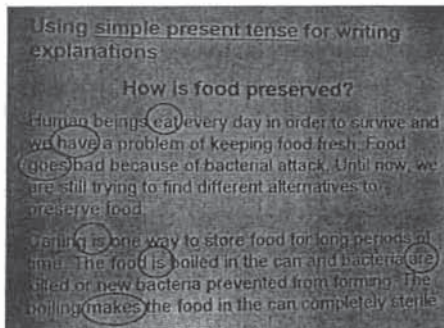 Using simple present tense for writing
explanations
How is food preserved?
Human beings eat every day in order to survive and
we have a problem of keeping food fresh. Food
goes bad because of bacterial attack. Until now, we
are still trying to find different alternatives to
preserve food.
is one way to store food for long periods of
time. The food is boiled in the can and bacteria are
killed or new bacteria prevented from forming. The
boiling makes the food in the can completely sterile